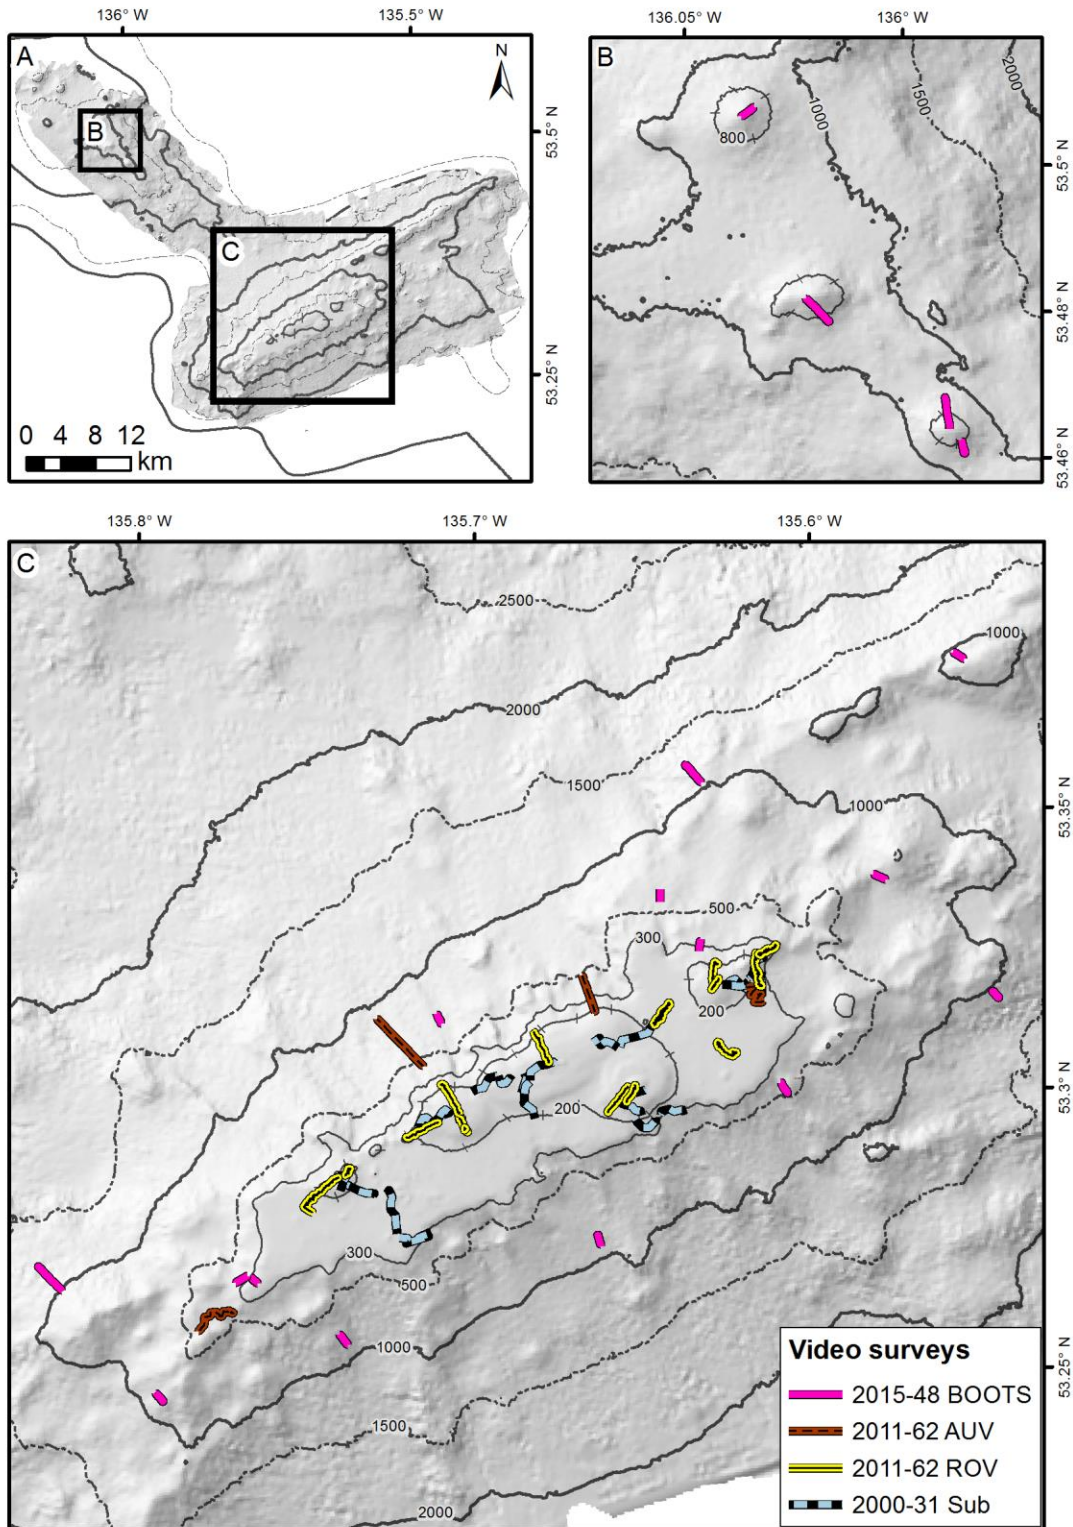 136° W
135.5° W
A
N
B
C
53.5° N
53.25° N
0 4 8 12
km
136.05° W
136° W
B
800
1000
1500
2000
53.5° N
53.48° N
53.46° N
135.8° W
135.7° W
135.6° W
C
2500
1000
2000
1500
1000
500
300
200
200
300
500
1000
1500
2000
53.35° N
53.3° N
53.25° N
Video surveys
2015-48 BOOTS
2011-62 AUV
2011-62 ROV
2000-31 Sub